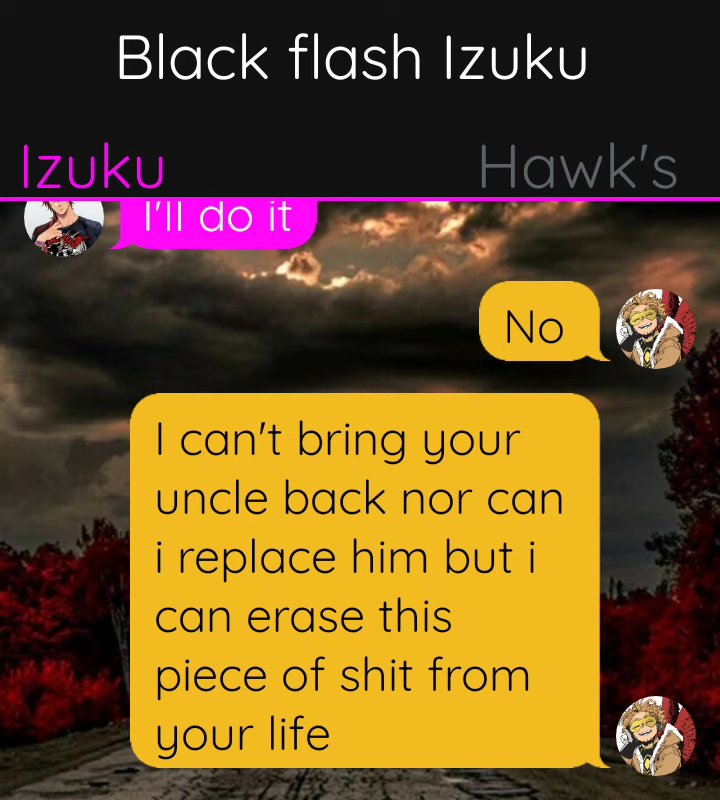 Black flash Izuku
Izuku
Hawk's
I'll do it
No
I can't bring your
uncle back nor can
i replace him but i
can erase this
piece of shit from
your life